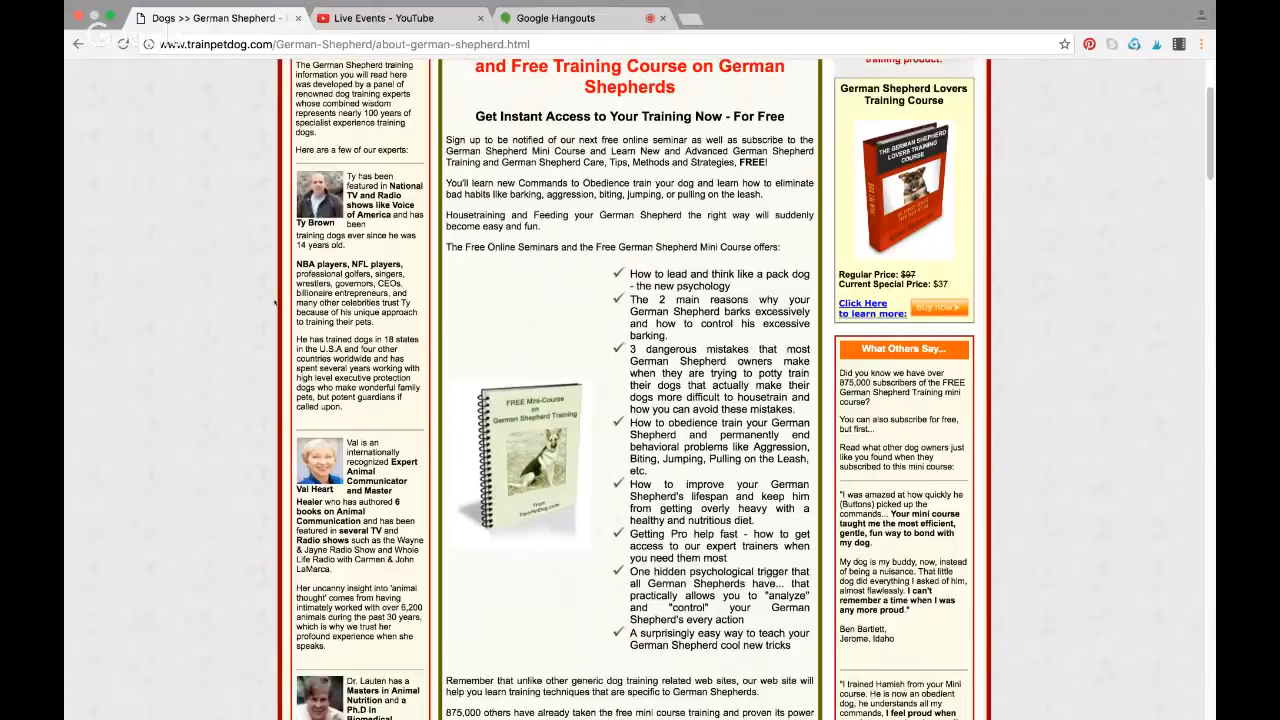 Dogs >> German Shepherd -
Live Events - YouTube
Google Hangouts
www.trainpetdog.com/German-Shepherd/about-german-shepherd.html
The German Shepherd training
information you will read here
was developed by a panel of
renowned dog training experts
whose combined wisdom
represents nearly 100 years of
specialist experience training
dogs.
Here are a few of our experts:
Ty has been
featured in National
TV and Radio
shows like Voice
of America and has
been
Ty Brown
training dogs ever since he was
14 years old.
NBA players, NFL players,
professional golfers, singers,
wrestlers, governors, CEOs,
billionaire entrepreneurs, and
many other celebrities trust Ty
because of his unique approach
to training their pets.
He has trained dogs in 18 states
in the U.S.A and four other
countries worldwide and has
spent several years working with
high level executive protection
dogs who make wonderful family
pets, but potent guardians if
called upon.
Val is an
internationally
recognized Expert
Animal
Communicator
and Master
Val Heart
Healer who has authored 6
books on Animal
Communication and has been
featured in several TV and
Radio shows such as the Wayne
& Jayne Radio Show and Whole
Life Radio with Carmen & John
LaMarca.
Her uncanny insight into 'animal
thought' comes from having
intimately worked with over 6,200
animals during the past 30 years,
which is why we trust her
profound experience when she
speaks.
Dr. Lauten has a
Masters in Animal
Nutrition and a
Ph.D in
Biomedical
and Free Training Course on German
Shepherds
Get Instant Access to Your Training Now - For Free
Sign up to be notified of our next free online seminar as well as subscribe to the
German Shepherd Mini Course and Learn New and Advanced German Shepherd
Training and German Shepherd Care, Tips, Methods and Strategies, FREE!
You'll learn new Commands to Obedience train your dog and learn how to eliminate
bad habits like barking, aggression, biting, jumping, or pulling on the leash.
Housetraining and Feeding your German Shepherd the right way will suddenly
become easy and fun.
The Free Online Seminars and the Free German Shepherd Mini Course offers:
FREE Mini-Course
on
German Shepherd Training
From
TrainPetDog.com
How to lead and think like a pack dog
- the new psychology
The 2 main reasons why your
German Shepherd barks excessively
and how to control his excessive
barking.
3 dangerous mistakes that most
German Shepherd owners make
when they are trying to potty train
their dogs that actually make their
dogs more difficult to housetrain and
how you can avoid these mistakes.
How to obedience train your German
Shepherd and permanently end
behavioral problems like Aggression,
Biting, Jumping, Pulling on the Leash,
etc.
How to improve your German
Shepherd's lifespan and keep him
from getting overly heavy with a
healthy and nutritious diet.
Getting Pro help fast - how to get
access to our expert trainers when
you need them most
One hidden psychological trigger that
all German Shepherds have... that
practically allows you to "analyze"
and "control" your German
Shepherd's every action
A surprisingly easy way to teach your
German Shepherd cool new tricks
Remember that unlike other generic dog training related web sites, our web site will
help you learn training techniques that are specific to German Shepherds.
875,000 others have already taken the free mini course training and proven its power
training product.
German Shepherd Lovers
Training Course
THE GERMAN SHEPHERD
LOVERS TRAINING
COURSE
Regular Price: $97
Current Special Price: $37
Click Here
to learn more:
buy now>
What Others Say...
Did you know we have over
875,000 subscribers of the FREE
German Shepherd Training mini
course?
You can also subscribe for free,
but first...
Read what other dog owners just
like you found when they
subscribed to this mini course:
"I was amazed at how quickly he
(Buttons) picked up the
commands... Your mini course
taught me the most efficient,
gentle, fun way to bond with
my dog.
My dog is my buddy, now, instead
of being a nuisance. That little
dog did everything I asked of him,
almost flawlessly. I can't
remember a time when I was
any more proud."
Ben Bartlett,
Jerome, Idaho
"I trained Hamish from your Mini
course. He is now an obedient
dog, he understands all my
commands, I feel proud when